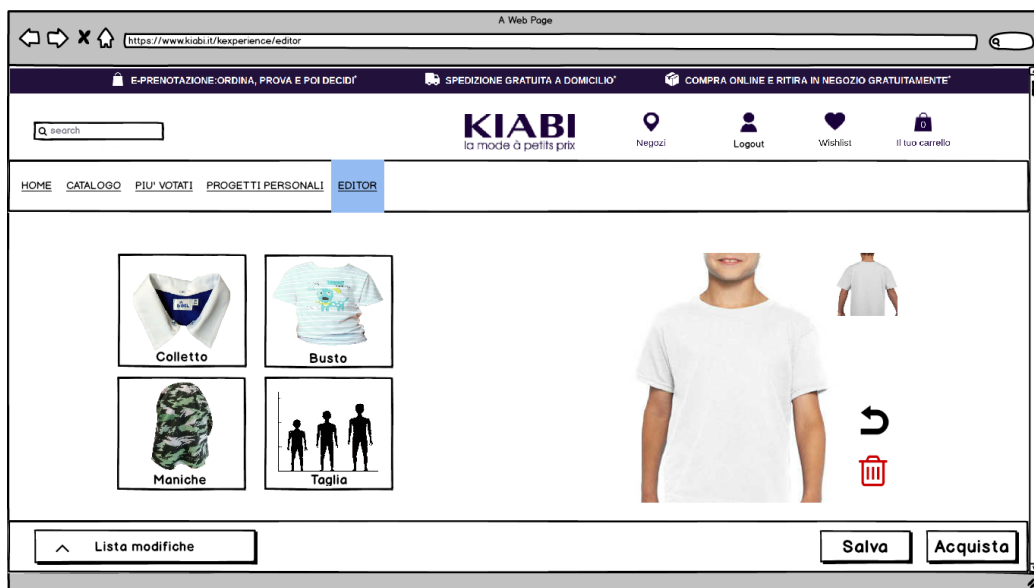 A Web Page
https://www.kiabi.it/kexperience/editor
E-PRENOTAZIONE:ORDINA, PROVA E POI DECIDI*
SPEDIZIONE GRATUITA A DOMICILIO*
COMPRA ONLINE E RITIRA IN NEGOZIO GRATUITAMENTE*
search
KIABI
la mode à petits prix
Negozi
Logout
Wishlist
0
Il tuo carrello
HOME CATALOGO PIU' VOTATI PROGETTI PERSONALI EDITOR
Colletto
Busto
Maniche
Taglia
Lista modifiche
Salva
Acquista